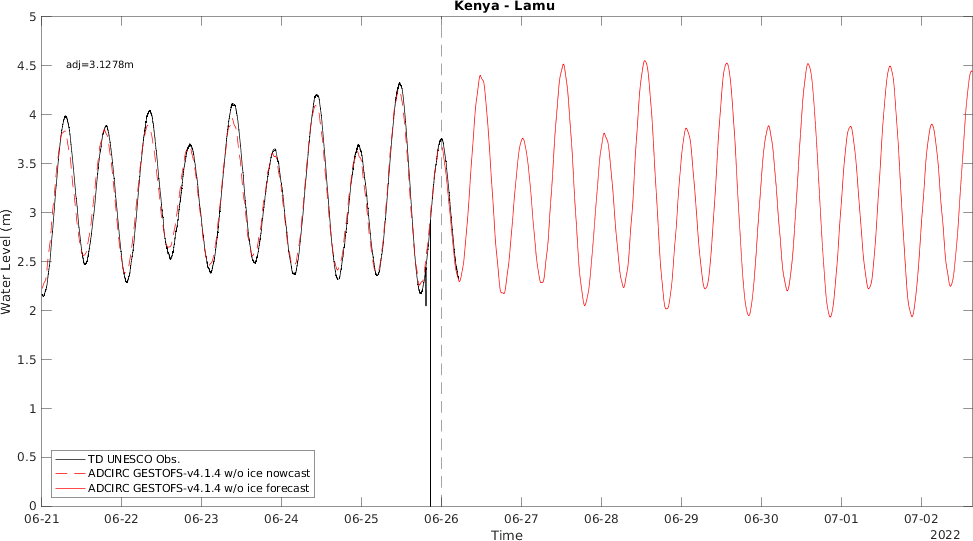 Kenya - Lamu
adj=3.1278m
Water Level (m)
5
4.5
4
3.5
3
2.5
2
1.5
1
0.5
0
TD UNESCO Obs.
ADCIRC GESTOFS-v4.1.4 w/o ice nowcast
ADCIRC GESTOFS-v4.1.4 w/o ice forecast
06-21 06-22 06-23 06-24 06-25 06-26 06-27 06-28 06-29 06-30 07-01 07-02
Time
2022